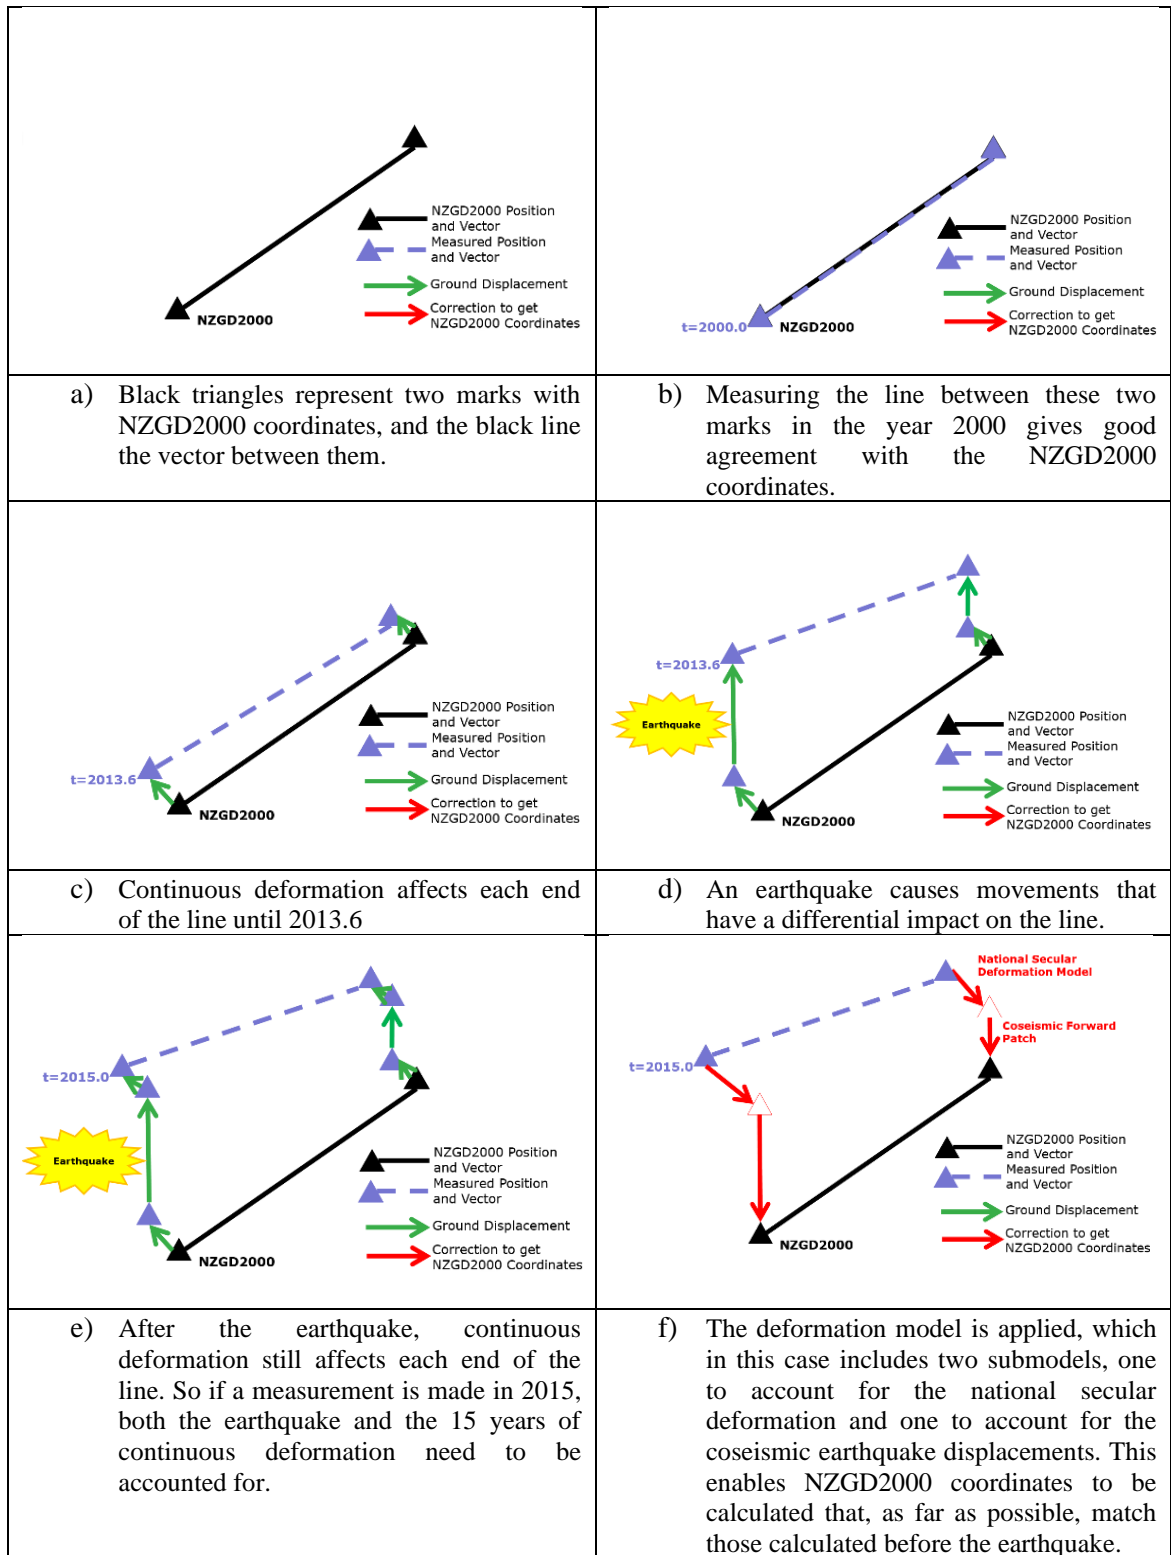 NZGD2000 Position
and Vector
Measured Position
and Vector
Ground Displacement
Correction to get
NZGD2000 Coordinates
NZGD2000
NZGD2000 Position
and Vector
Measured Position
and Vector
Ground Displacement
Correction to get
NZGD2000 Coordinates
t=2000.0
NZGD2000
a) Black triangles represent two marks with
NZGD2000 coordinates, and the black line
the vector between them.
b) Measuring the line between these two
marks in the year 2000 gives good
agreement with the NZGD2000
coordinates.
t=2013.6
NZGD2000
NZGD2000 Position
and Vector
Measured Position
and Vector
Ground Displacement
Correction to get
NZGD2000 Coordinates
t=2013.6
Earthquake
NZGD2000
NZGD2000 Position
and Vector
Measured Position
and Vector
Ground Displacement
Correction to get
NZGD2000 Coordinates
c) Continuous deformation affects each end
of the line until 2013.6
d) An earthquake causes movements that
have a differential impact on the line.
t=2015.0
Earthquake
NZGD2000
NZGD2000 Position
and Vector
Measured Position
and Vector
Ground Displacement
Correction to get
NZGD2000 Coordinates
National Secular
Deformation Model
Coseismic Forward
Patch
t=2015.0
NZGD2000
NZGD2000 Position
and Vector
Measured Position
and Vector
Ground Displacement
Correction to get
NZGD2000 Coordinates
e) After the earthquake, continuous
deformation still affects each end of the
line. So if a measurement is made in 2015,
both the earthquake and the 15 years of
continuous deformation need to be
accounted for.
f) The deformation model is applied, which
in this case includes two submodels, one
to account for the national secular
deformation and one to account for the
coseismic earthquake displacements. This
enables NZGD2000 coordinates to be
calculated that, as far as possible, match
those calculated before the earthquake.